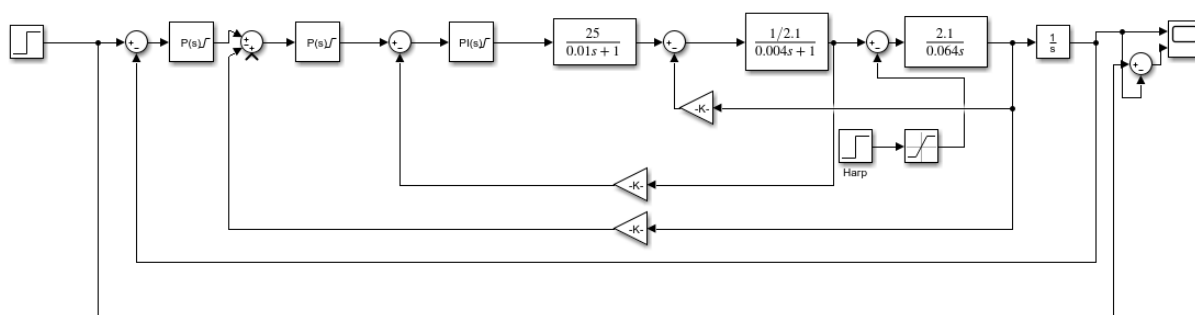 P(s) P(s) PI(s)
25
0.01s + 1
1/2.1
0.004s + 1
2.1
0.064s
1
s
-K-
Нагр
-K-
-K-